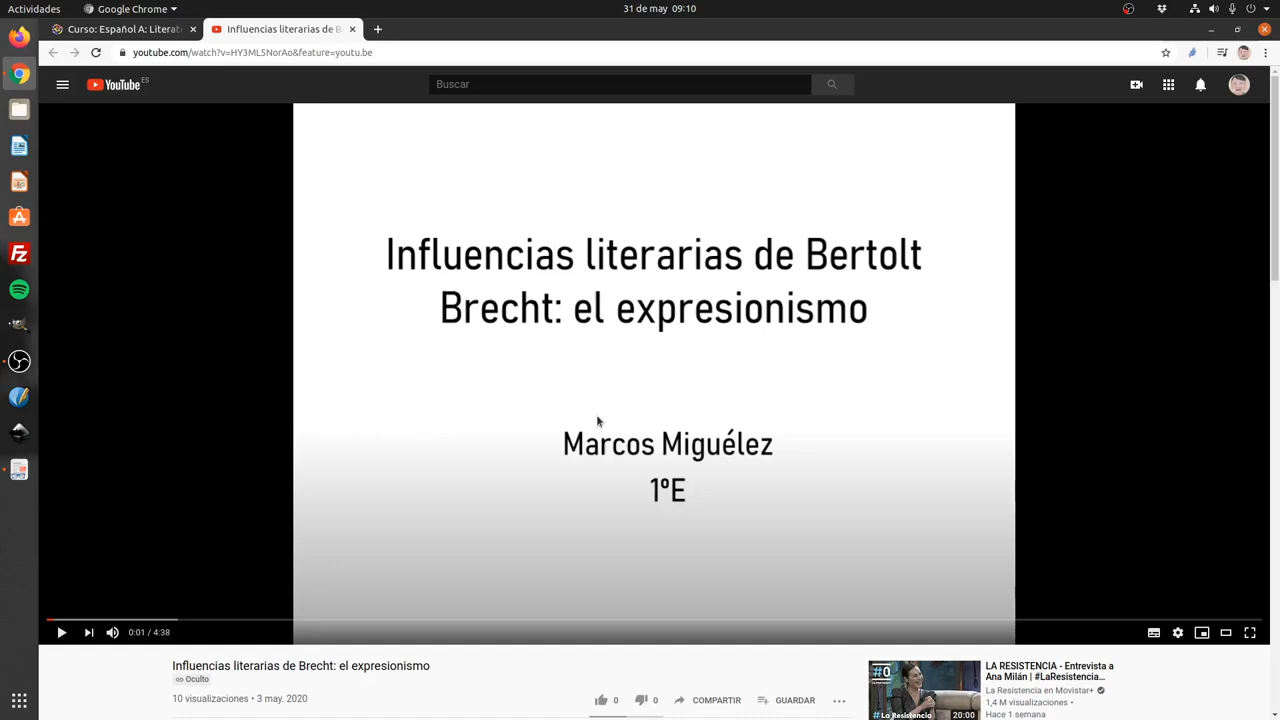 Actividades
Google Chrome
31 de may 09:10
Curso: Español A: Literat
Influencias literarias de B
youtube.com/watch?v=HY3ML5NorAo&feature=youtu.be
YouTube ES
Buscar
Influencias literarias de Bertolt
Brecht: el expresionismo
Marcos Miguélez
1ºE
0:01 / 4:38
Influencias literarias de Brecht: el expresionismo
Oculto
10 visualizaciones • 3 may. 2020
0
0
COMPARTIR
GUARDAR
#0
# La Resistencia
20:00
LA RESISTENCIA - Entrevista a
Ana Milán | #LaResistencia...
La Resistencia en Movistar+
1,4 M visualizaciones •
Hace 1 semana